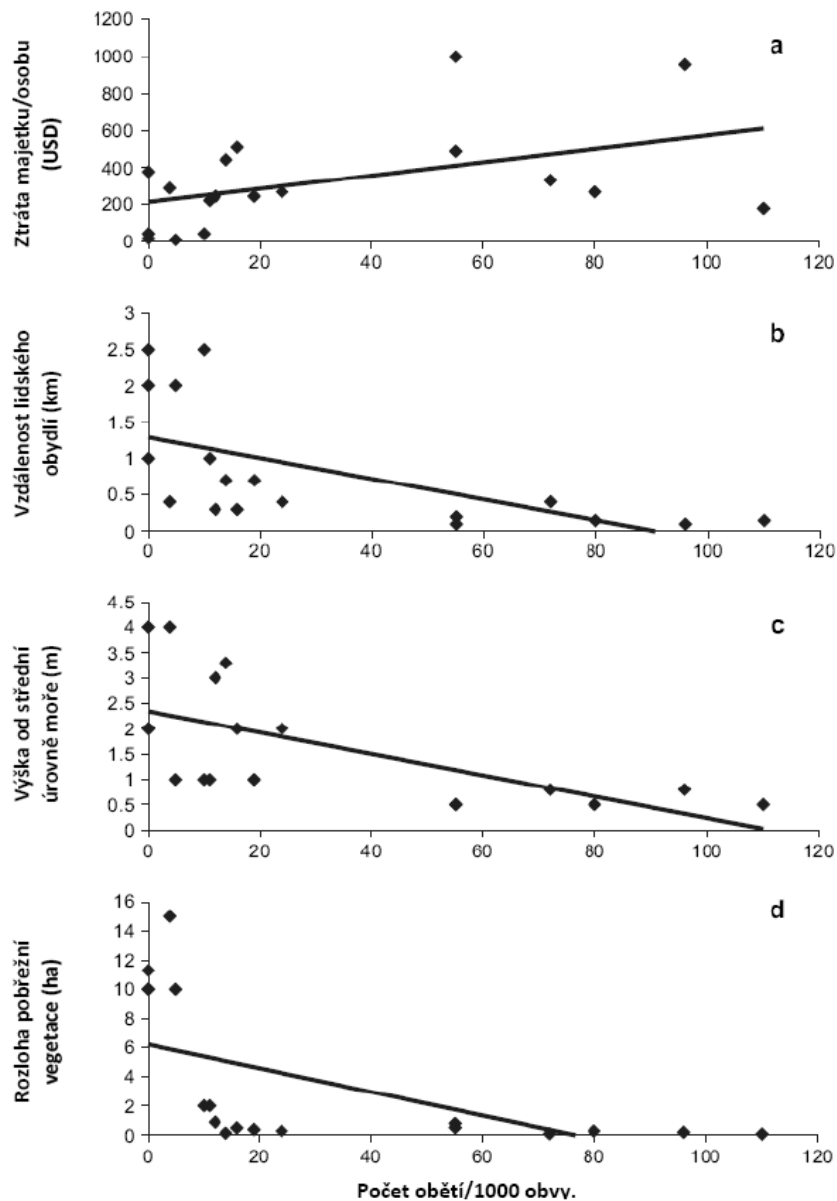 1200
1000
800
600
400
200
0
a
Ztráta majetku/osobu
(USD)
0 20 40 60 80 100 120
3
2.5
2
1.5
1
0.5
0
b
Vzdálenost lidského
obydlí (km)
0 20 40 60 80 100 120
4.5
4
3.5
3
2.5
2
1.5
1
0.5
0
c
Výška od střední
úrovně moře (m)
0 20 40 60 80 100 120
16
14
12
10
8
6
4
2
0
d
Rozloha pobřežní
vegetace (ha)
0 20 40 60 80 100 120
Počet obětí/1000 obvy.